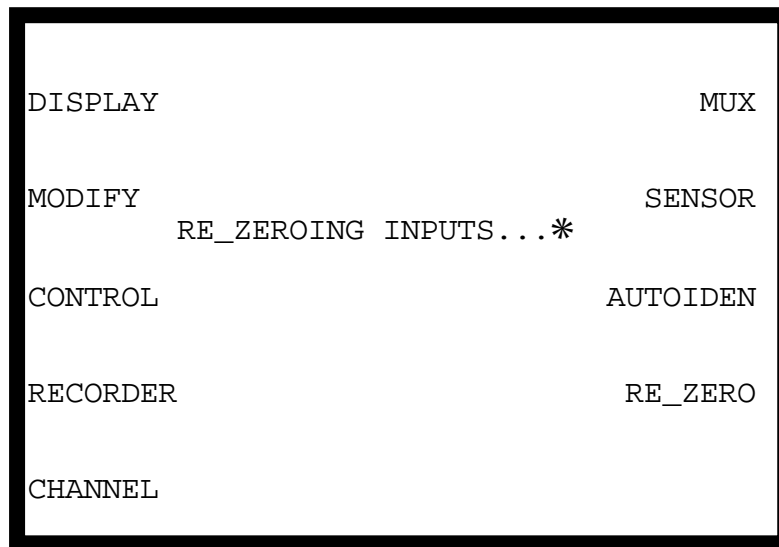 DISPLAY MUX
MODIFY SENSOR
RE_ZEROING INPUTS...*
CONTROL AUTOIDEN
RECORDER RE_ZERO
CHANNEL